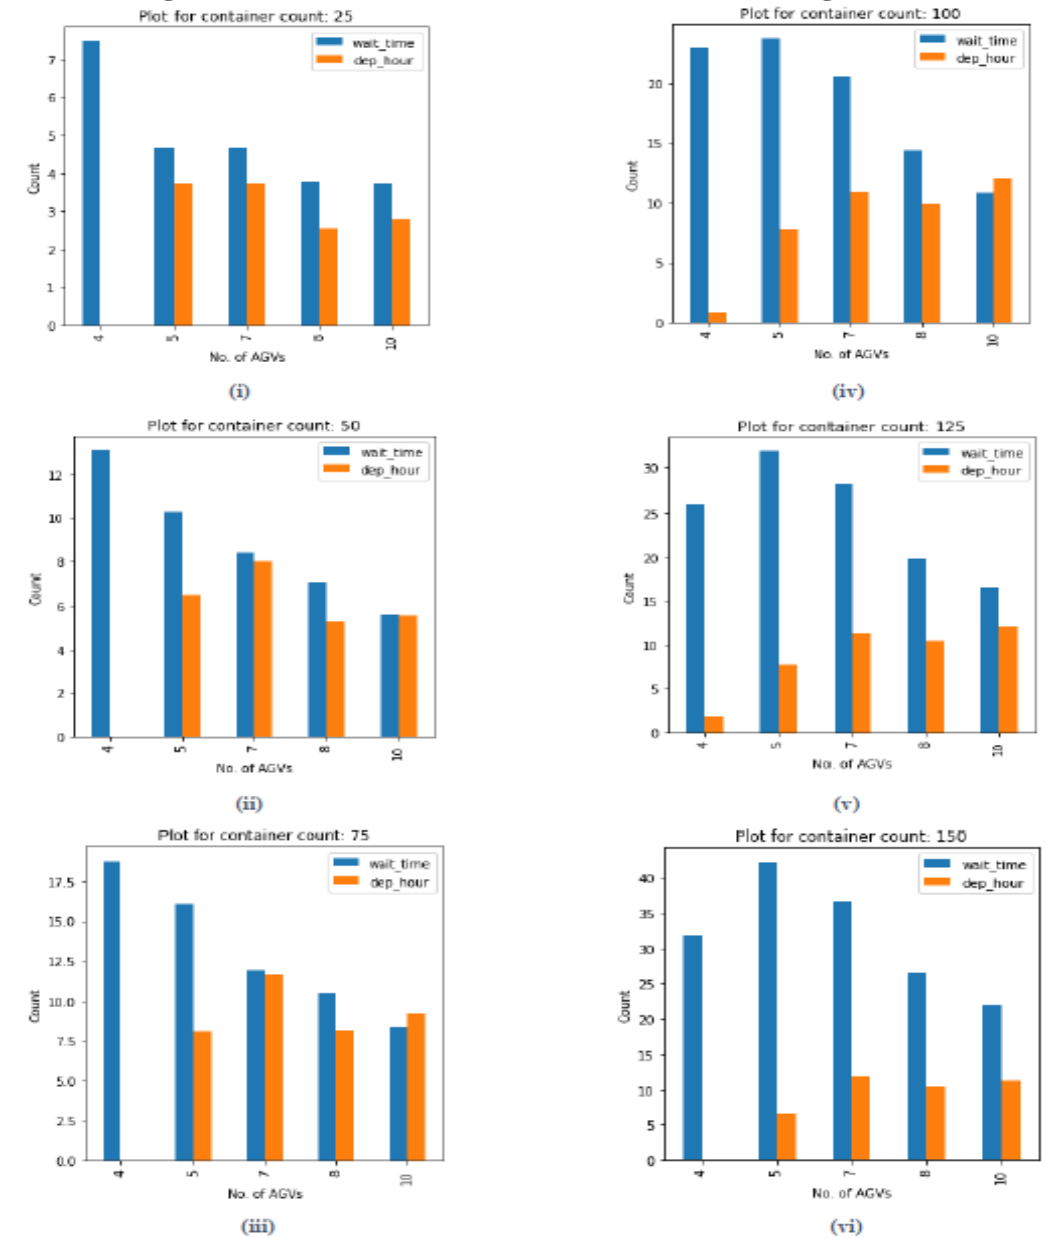 Plot for container count: 25
wait_time
dep_hour
7
6
5
4
3
2
1
0
Count
4 5 7 8 10
No. of AGVs
(i)
Plot for container count: 50
wait_time
dep_hour
12
10
8
6
4
2
0
Count
4 5 7 8 10
No. of AGVs
(ii)
Plot for container count: 75
wait_time
dep_hour
17.5
15.0
12.5
10.0
7.5
5.0
2.5
0.0
Count
4 5 7 8 10
No. of AGVs
(iii)
Plot for container count: 100
wait_time
dep_hour
20
15
10
5
0
Count
4 5 7 8 10
No. of AGVs
(iv)
Plot for container count: 125
wait_time
dep_hour
30
25
20
15
10
5
0
Count
4 5 7 8 10
No. of AGVs
(v)
Plot for container count: 150
wait_time
dep_hour
40
35
30
25
20
15
10
5
0
Count
4 5 7 8 10
No. of AGVs
(vi)